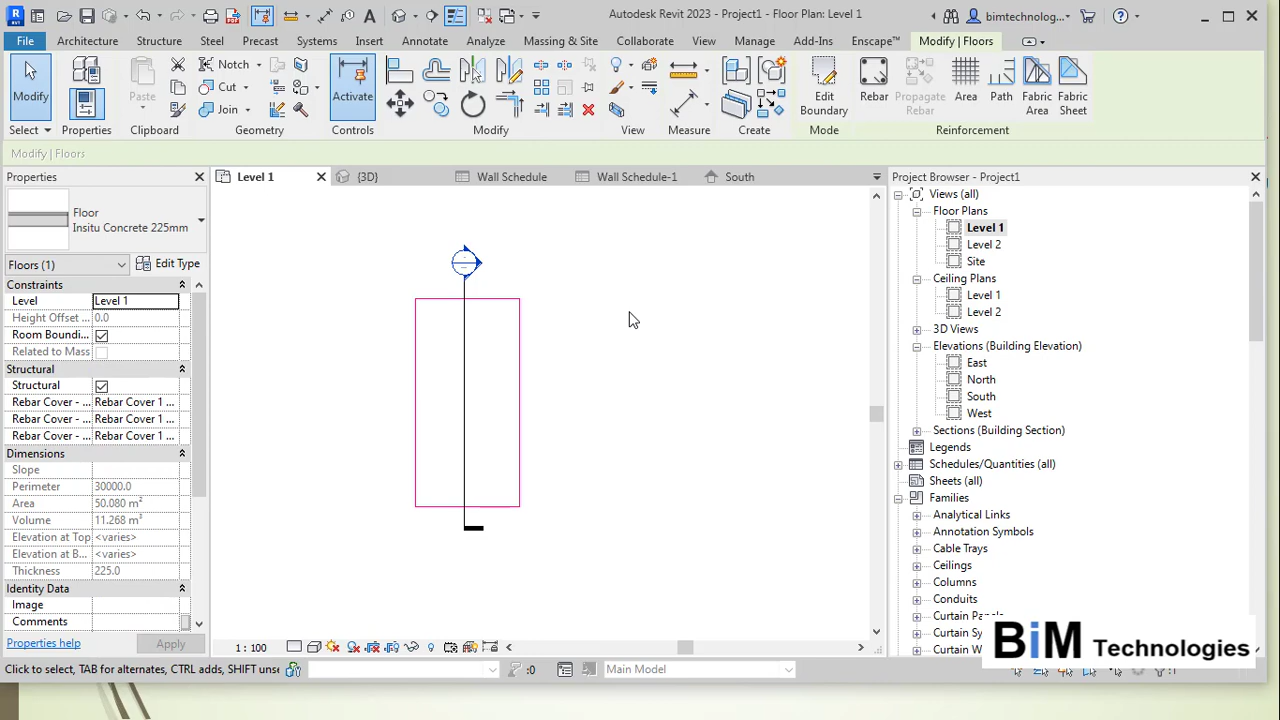 Autodesk Revit 2023 - Project1 - Floor Plan: Level 1
bimtechnolog...
File Architecture Structure Steel Precast Systems Insert Annotate Analyze Massing & Site Collaborate View Manage Add-Ins Enscape™ Modify | Floors
Notch
Cut
Join
Modify
Paste
Activate
Edit
Boundary
Rebar
Propagate
Rebar
Area
Path
Fabric
Area
Fabric
Sheet
Select Properties Clipboard Geometry Controls Modify View Measure Create Mode Reinforcement
Modify | Floors
Properties
Floor
Insitu Concrete 225mm
Floors (1)
Edit Type
Constraints
Level Level 1
Height Offset ... 0.0
Room Boundi...
Related to Mass
Structural
Structural
Rebar Cover - ... Rebar Cover 1 ...
Rebar Cover - ... Rebar Cover 1 ...
Rebar Cover - ... Rebar Cover 1 ...
Dimensions
Slope
Perimeter 30000.0
Area 50.080 m²
Volume 11.268 m³
Elevation at Top <varies>
Elevation at B... <varies>
Thickness 225.0
Identity Data
Image
Comments
Properties help
Apply
Level 1 {3D} Wall Schedule Wall Schedule-1 South
1 : 100
Project Browser - Project1
Views (all)
Floor Plans
Level 1
Level 2
Site
Ceiling Plans
Level 1
Level 2
3D Views
Elevations (Building Elevation)
East
North
South
West
Sections (Building Section)
Legends
Schedules/Quantities (all)
Sheets (all)
Families
Analytical Links
Annotation Symbols
Cable Trays
Ceilings
Columns
Conduits
Curtain Panels
Curtain Sy
Curtain W
BiM Technologies
Click to select, TAB for alternates, CTRL adds, SHIFT unse
:0
Main Model